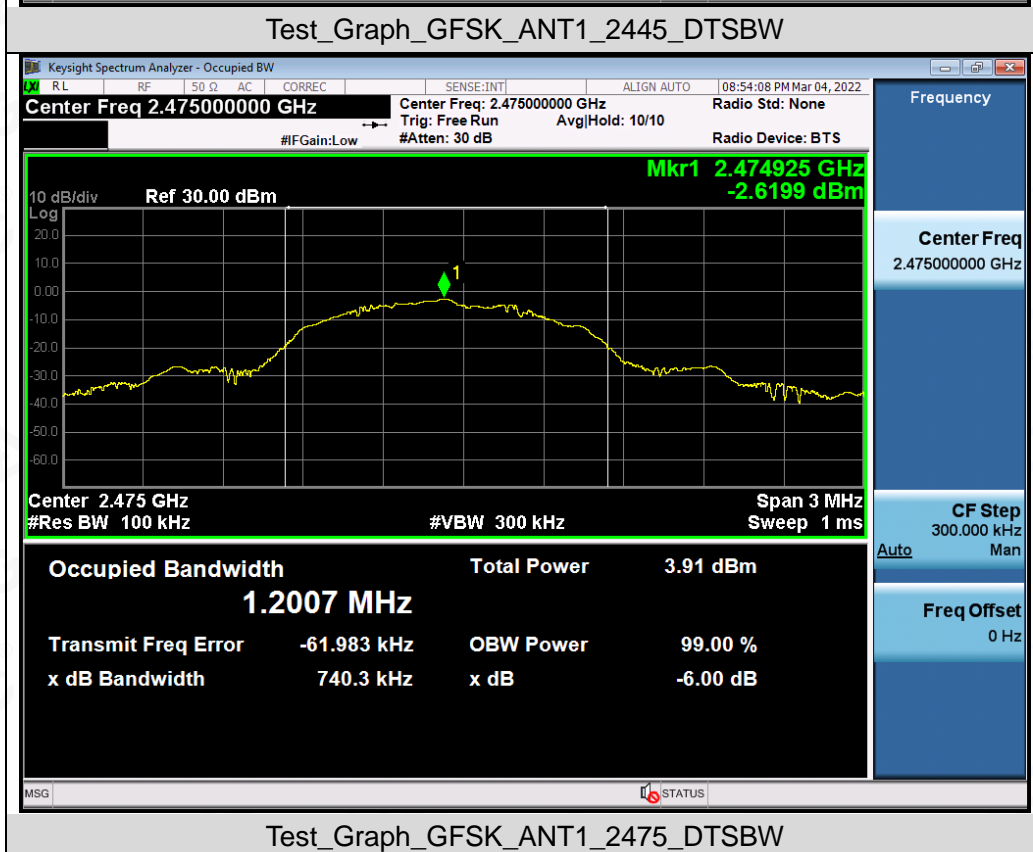 Test_Graph_GFSK_ANT1_2445_DTSBW
Keysight Spectrum Analyzer - Occupied BW
LXI RL RF 50 Ω AC CORREC SENSE:INT ALIGN AUTO 08:54:08 PM Mar 04, 2022
Center Freq 2.475000000 GHz Center Freq: 2.475000000 GHz Radio Std: None
Trig: Free Run Avg|Hold: 10/10
#IFGain:Low #Atten: 30 dB Radio Device: BTS
Frequency
Mkr1 2.474925 GHz
10 dB/div Ref 30.00 dBm -2.6199 dBm
Log
20.0
10.0
0.00
-10.0
-20.0
-30.0
-40.0
-50.0
-60.0
1
Center 2.475 GHz Span 3 MHz
#Res BW 100 kHz #VBW 300 kHz Sweep 1 ms
Occupied Bandwidth Total Power 3.91 dBm
1.2007 MHz
Transmit Freq Error -61.983 kHz OBW Power 99.00 %
x dB Bandwidth 740.3 kHz x dB -6.00 dB
Center Freq
2.475000000 GHz
CF Step
300.000 kHz
Auto Man
Freq Offset
0 Hz
MSG STATUS
Test_Graph_GFSK_ANT1_2475_DTSBW